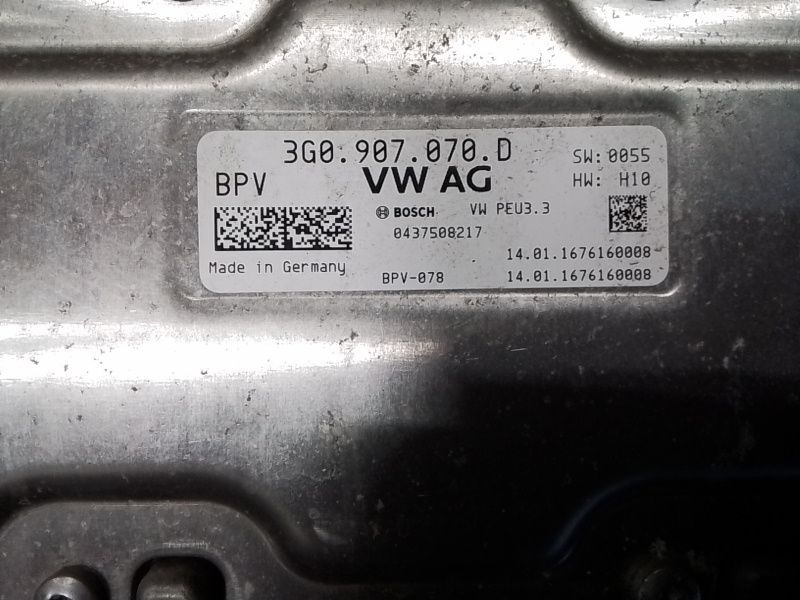 3G0.907.070.D
SW: 0055
BPV
VW AG
HW: H10
BOSCH
VW PEU3.3
0437508217
Made in Germany
14.01.1676160008
BPV-078
14.01.1676160008